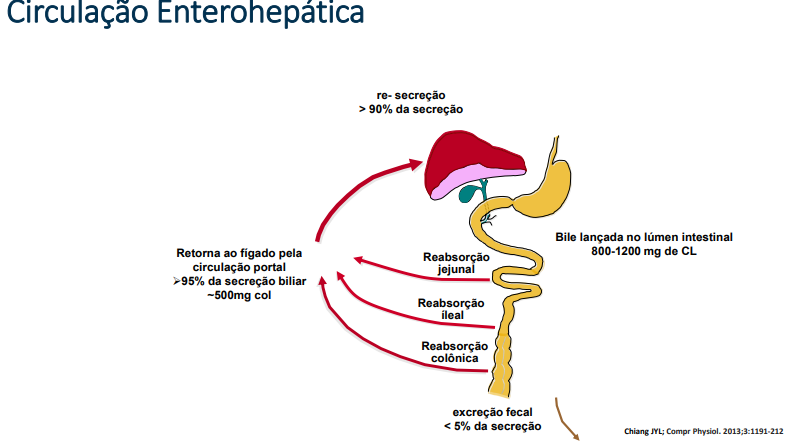 Circulação Enterohepática
re- secreção
> 90% da secreção
Bile lançada no lúmen intestinal
800-1200 mg de CL
Retorna ao fígado pela
circulação portal
➢95% da secreção biliar
~500mg col
Reabsorção
jejunal
Reabsorção
íleal
Reabsorção
colônica
excreção fecal
< 5% da secreção
Chiang JYL; Compr Physiol. 2013;3:1191-212